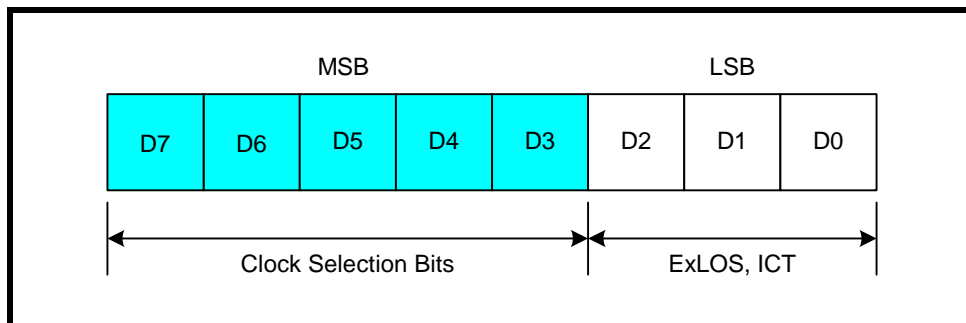 MSB LSB
D7 D6 D5 D4 D3 D2 D1 D0
Clock Selection Bits ExLOS, ICT